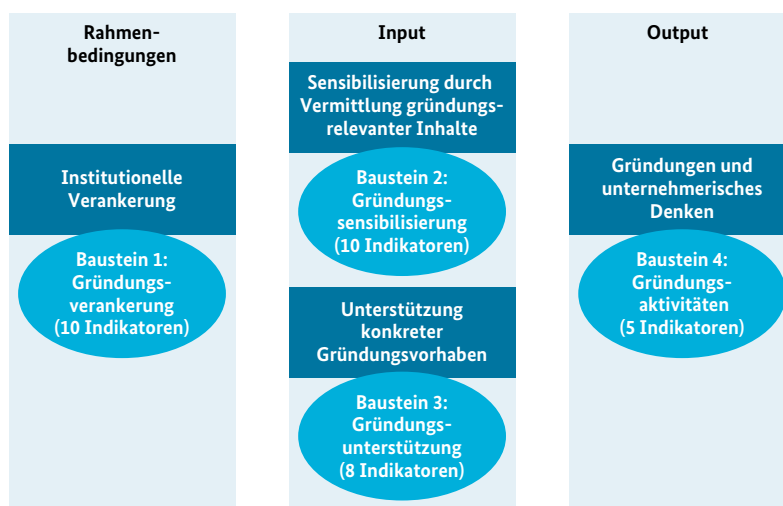 Rahmen-
bedingungen
Institutionelle
Verankerung
Baustein 1:
Gründungs-
verankerung
(10 Indikatoren)
Input
Sensibilisierung durch
Vermittlung gründungs-
relevanter Inhalte
Baustein 2:
Gründungs-
sensibilisierung
(10 Indikatoren)
Unterstützung
konkreter
Gründungsvorhaben
Baustein 3:
Gründungs-
unterstützung
(8 Indikatoren)
Output
Gründungen und
unternehmerisches
Denken
Baustein 4:
Gründungs-
aktivitäten
(5 Indikatoren)